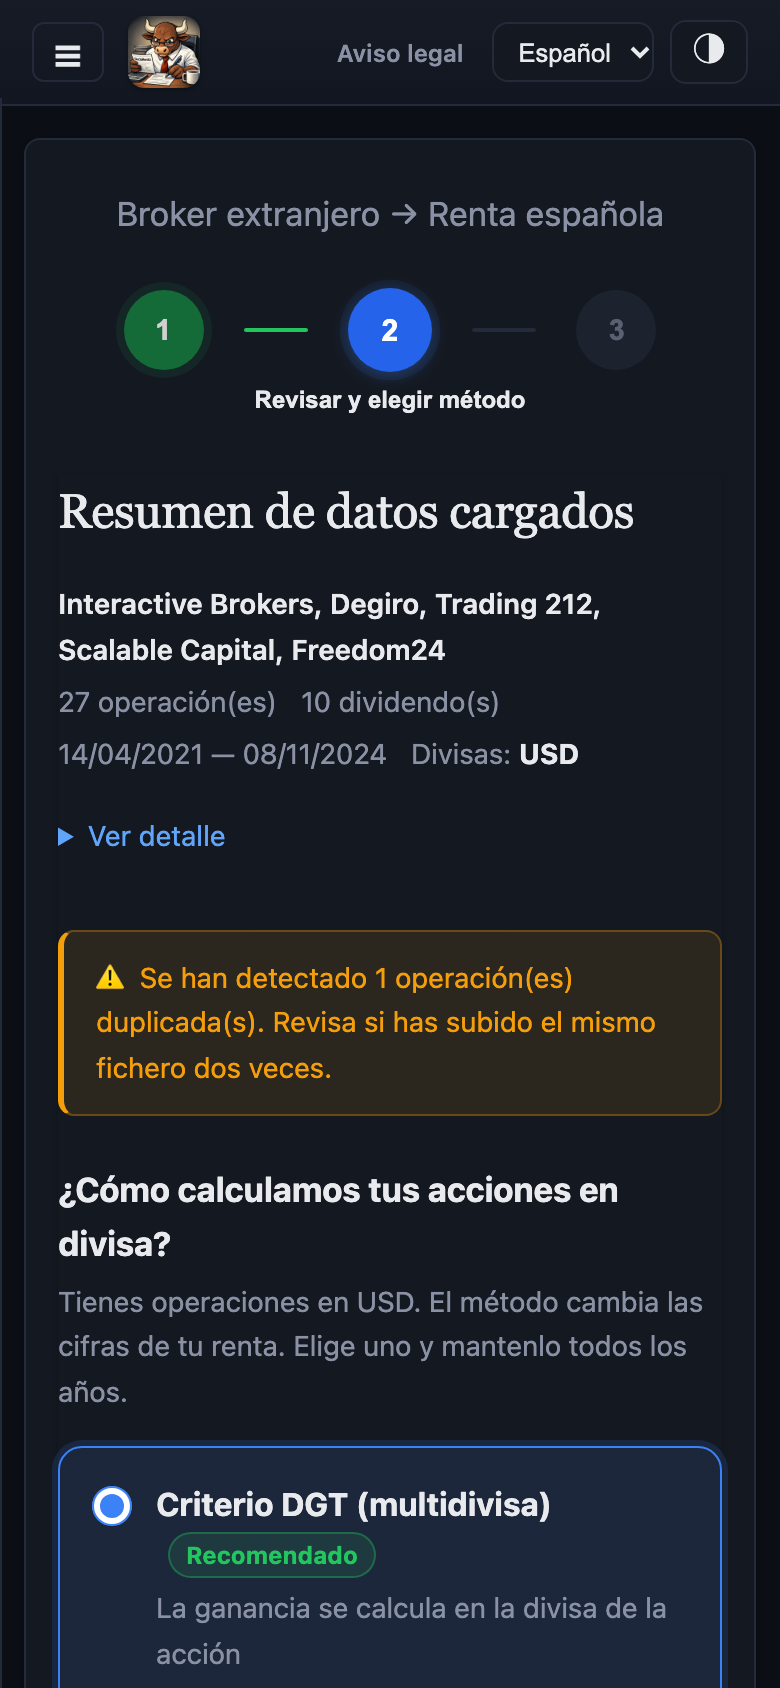 Aviso legal
Español
Broker extranjero → Renta española
1
2
3
Revisar y elegir método
Resumen de datos cargados
Interactive Brokers, Degiro, Trading 212,
Scalable Capital, Freedom24
27 operación(es) 10 dividendo(s)
14/04/2021 — 08/11/2024 Divisas: USD
Ver detalle
Se han detectado 1 operación(es)
duplicada(s). Revisa si has subido el mismo
fichero dos veces.
¿Cómo calculamos tus acciones en
divisa?
Tienes operaciones en USD. El método cambia las
cifras de tu renta. Elige uno y mantenlo todos los
años.
Criterio DGT (multidivisa)
Recomendado
La ganancia se calcula en la divisa de la
acción